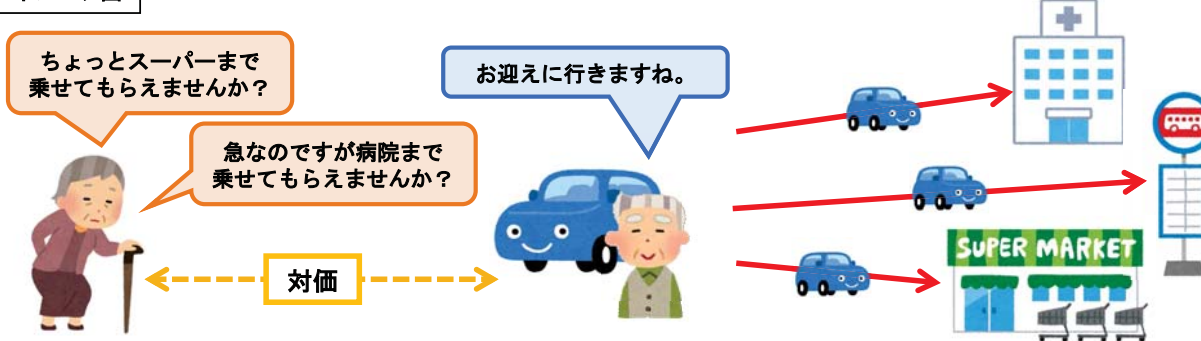 ちょっとスーパーまで
乗せてもらえませんか？
急なのですが病院まで
乗せてもらえませんか？
お迎えに行きますね。
対価
SUPER MARKET